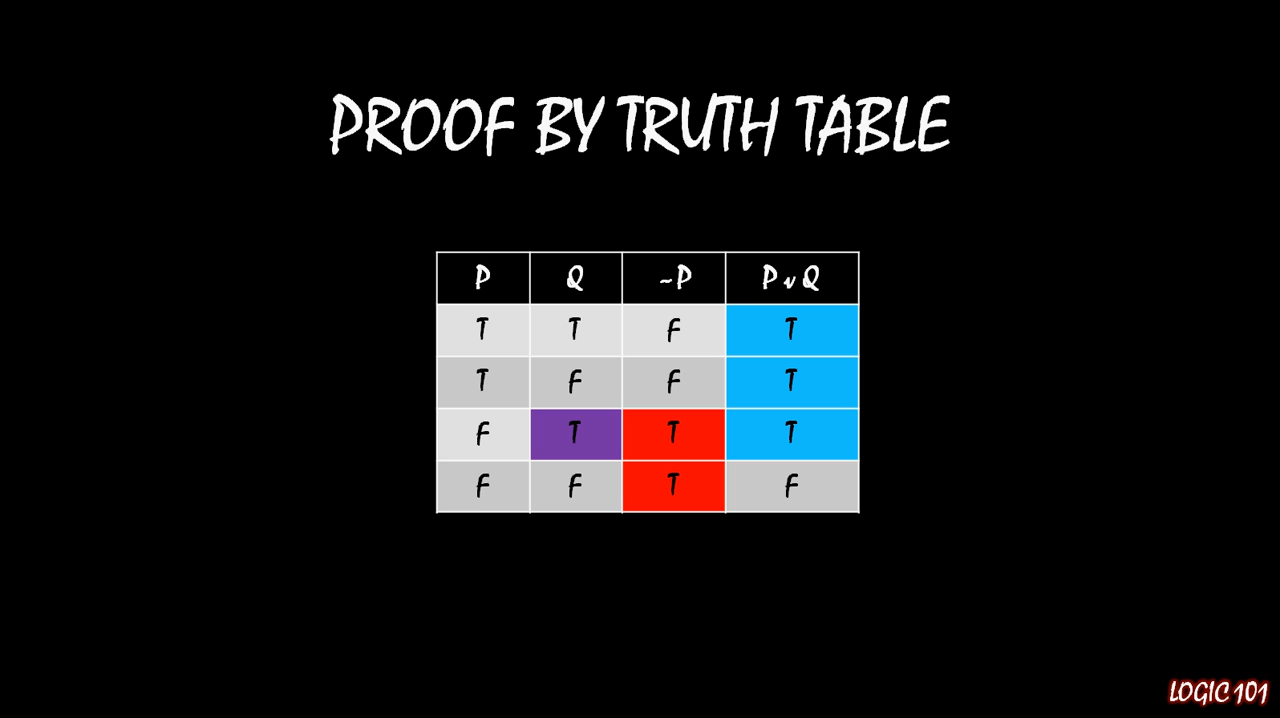 PROOF BY TRUTH TABLE
P Q ~P P v Q
T T F T
T F F T
F T T T
F F T F
LOGIC 101